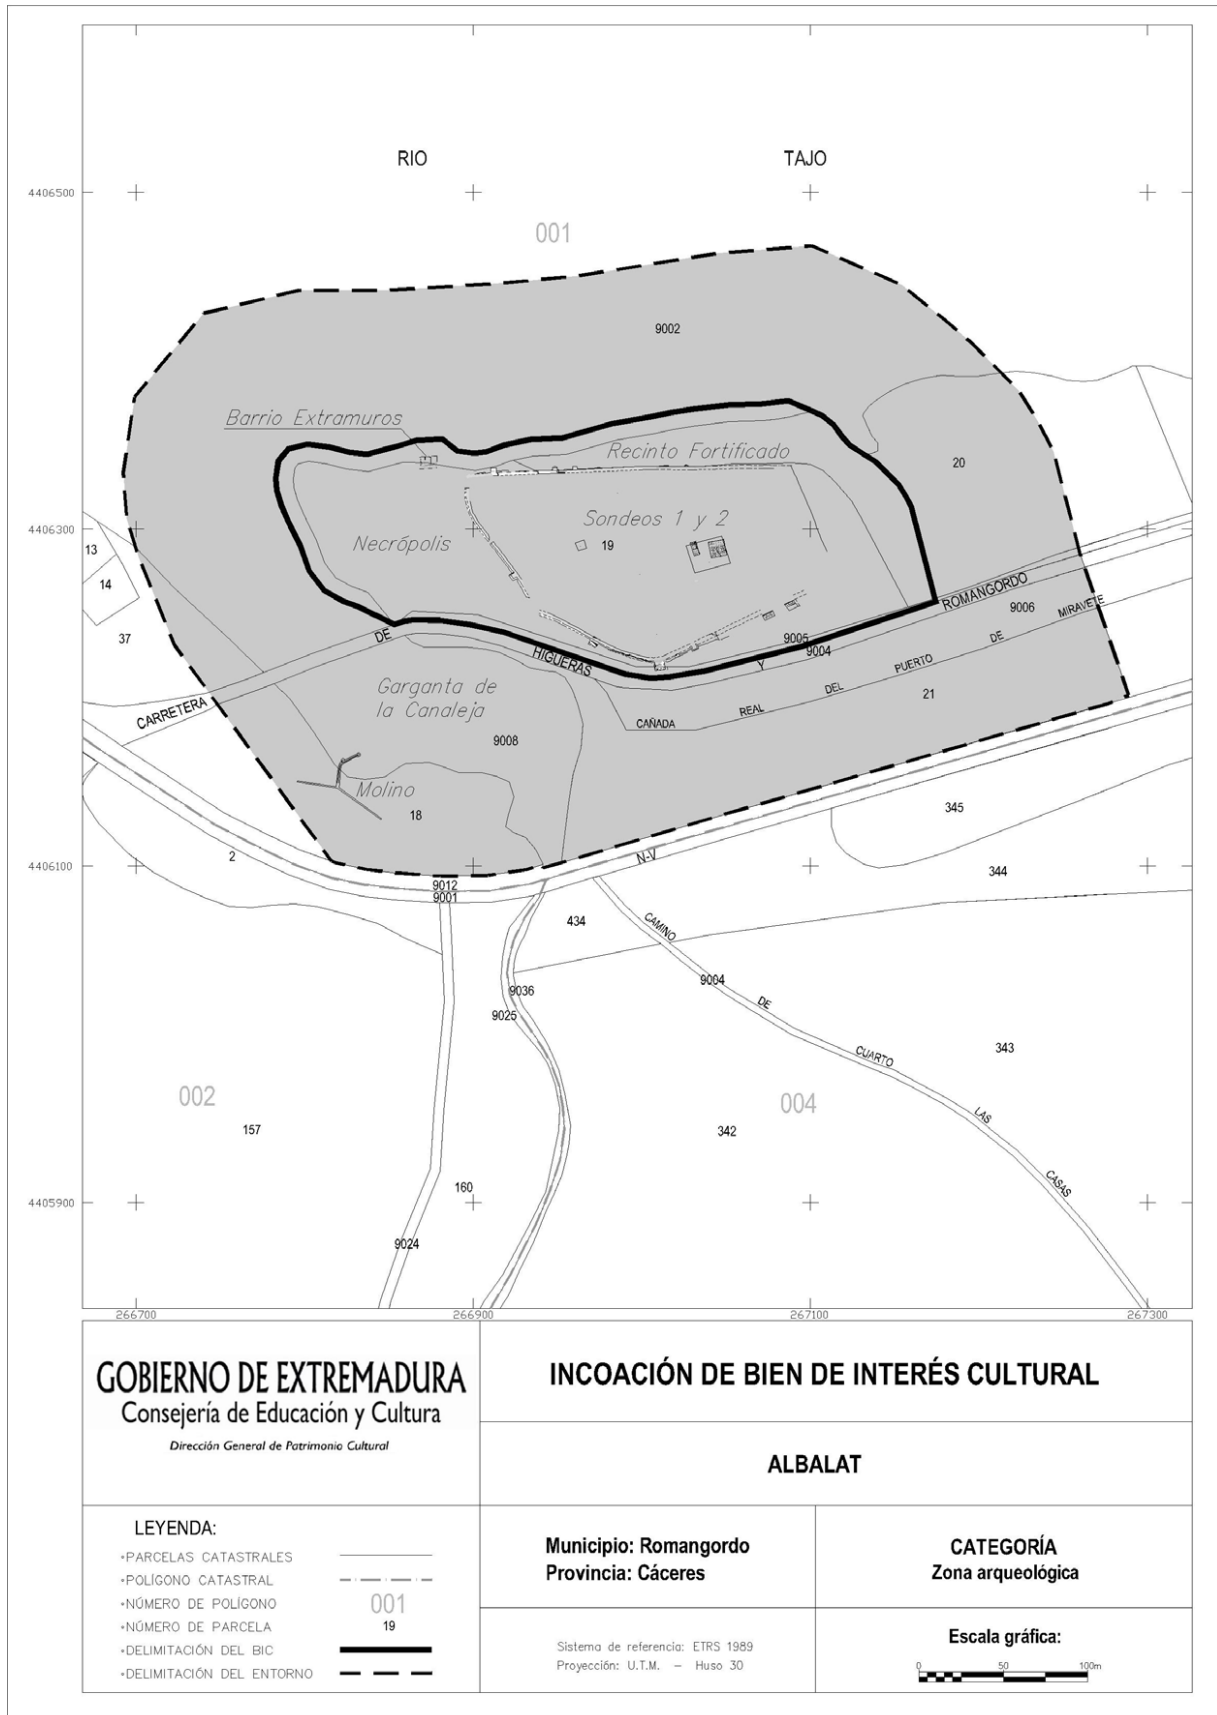 RIO TAJO
4406500
001
9002
Barrio Extramuros
Recinto Fortificado
20
Sondeos 1 y 2
4406300
Necrópolis
19
13
14
37
ROMANGORDO
9006
MIRAVETE
DE
9005
9004
DE
HIGUERAS
Y
PUERTO
DEL
REAL
CAÑADA
21
CARRETERA
Garganta de
la Canaleja
9008
Molino
18
345
2
N-V
344
4406100
9012
9001
434
CAMINO
9004
DE
CUARTO
LAS
CASAS
9036
9025
343
002
004
157
342
160
4405900
9024
266700 266900 267100 267300
GOBIERNO DE EXTREMADURA
Consejería de Educación y Cultura
Dirección General de Patrimonio Cultural
INCOACIÓN DE BIEN DE INTERÉS CULTURAL
ALBALAT
LEYENDA:
•PARCELAS CATASTRALES
•POLÍGONO CATASTRAL
•NÚMERO DE POLÍGONO 001
•NÚMERO DE PARCELA 19
•DELIMITACIÓN DEL BIC
•DELIMITACIÓN DEL ENTORNO
Municipio: Romangordo
Provincia: Cáceres
CATEGORÍA
Zona arqueológica
Sistema de referencia: ETRS 1989
Proyección: U.T.M. – Huso 30
Escala gráfica:
0 50 100m